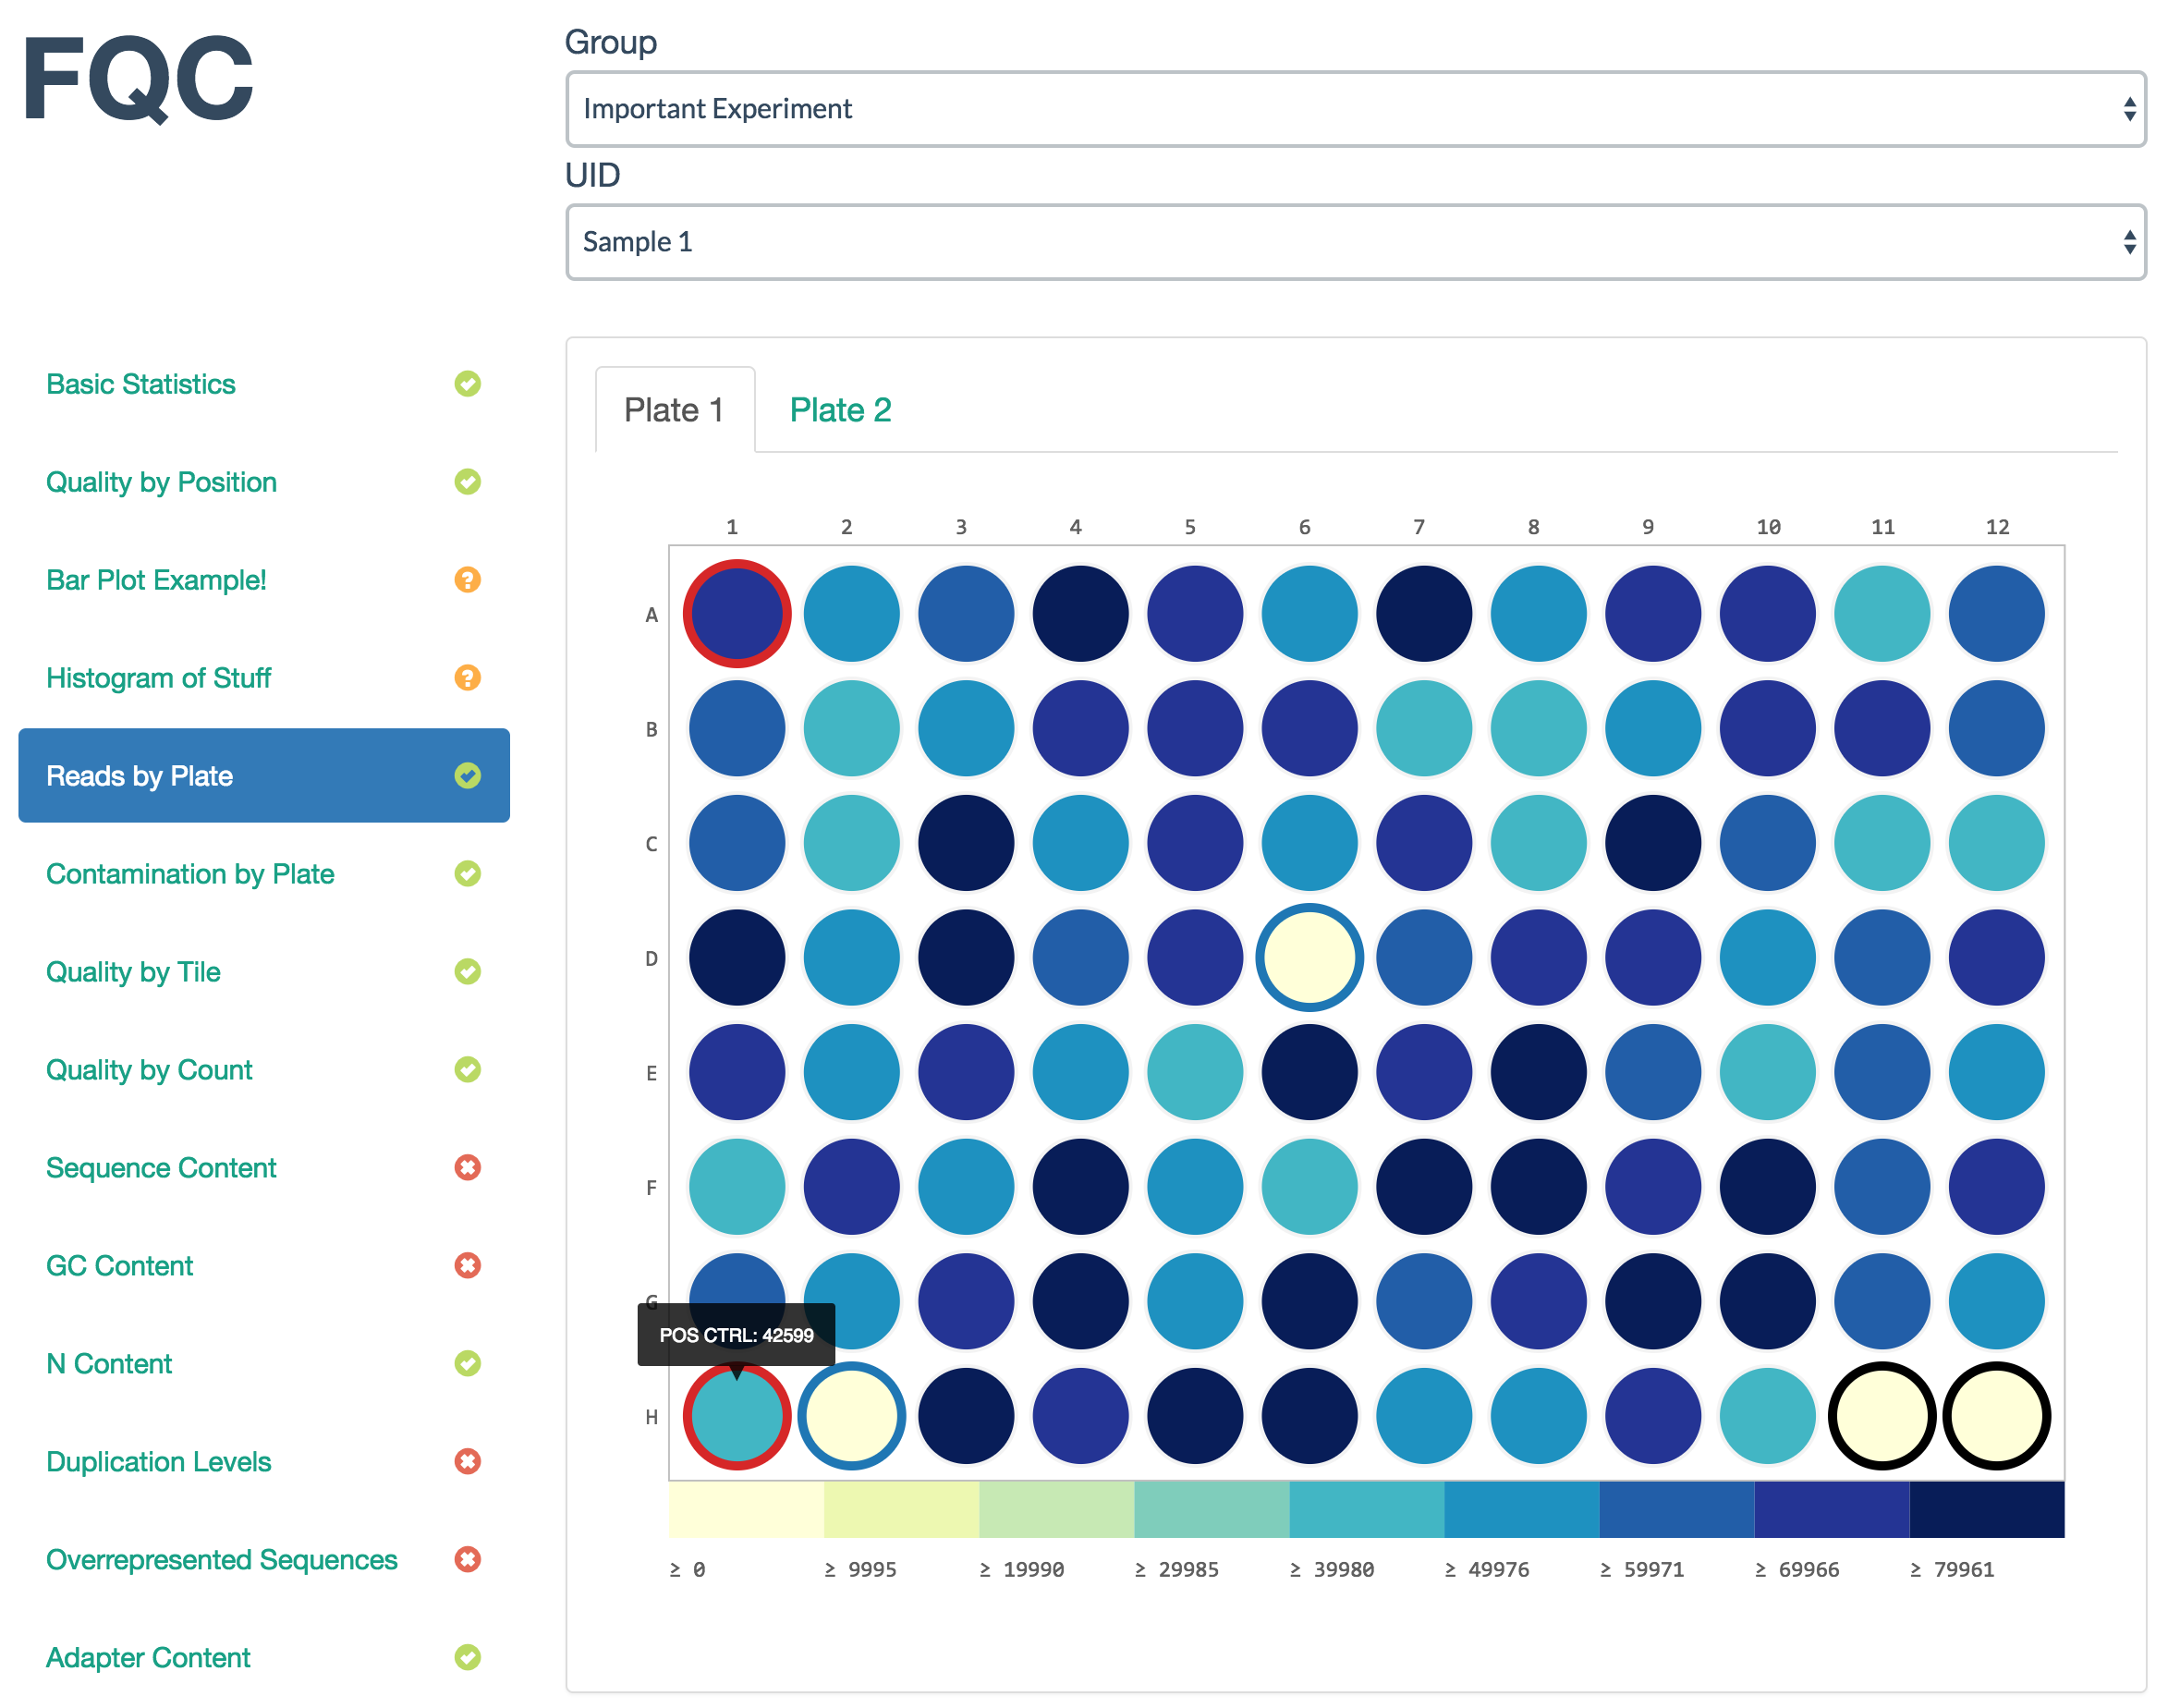 FQC
Group
Important Experiment
UID
Sample 1
Basic Statistics
Quality by Position
Bar Plot Example!
Histogram of Stuff
Reads by Plate
Contamination by Plate
Quality by Tile
Quality by Count
Sequence Content
GC Content
N Content
Duplication Levels
Overrepresented Sequences
Adapter Content
Plate 1 Plate 2
1 2 3 4 5 6 7 8 9 10 11 12
A
B
C
D
E
F
G
POS CTRL: 42599
H
≥ 0 ≥ 9995 ≥ 19990 ≥ 29985 ≥ 39980 ≥ 49976 ≥ 59971 ≥ 69966 ≥ 79961